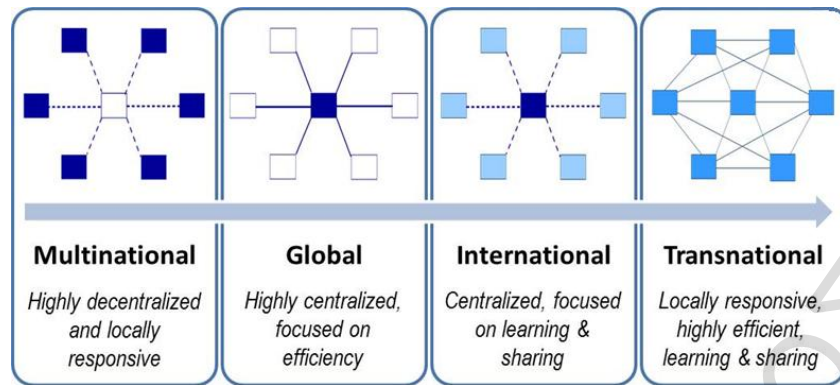 Multinational
Highly decentralized
and locally
responsive
Global
Highly centralized,
focused on
efficiency
International
Centralized, focused
on learning &
sharing
Transnational
Locally responsive,
highly efficient,
learning & sharing